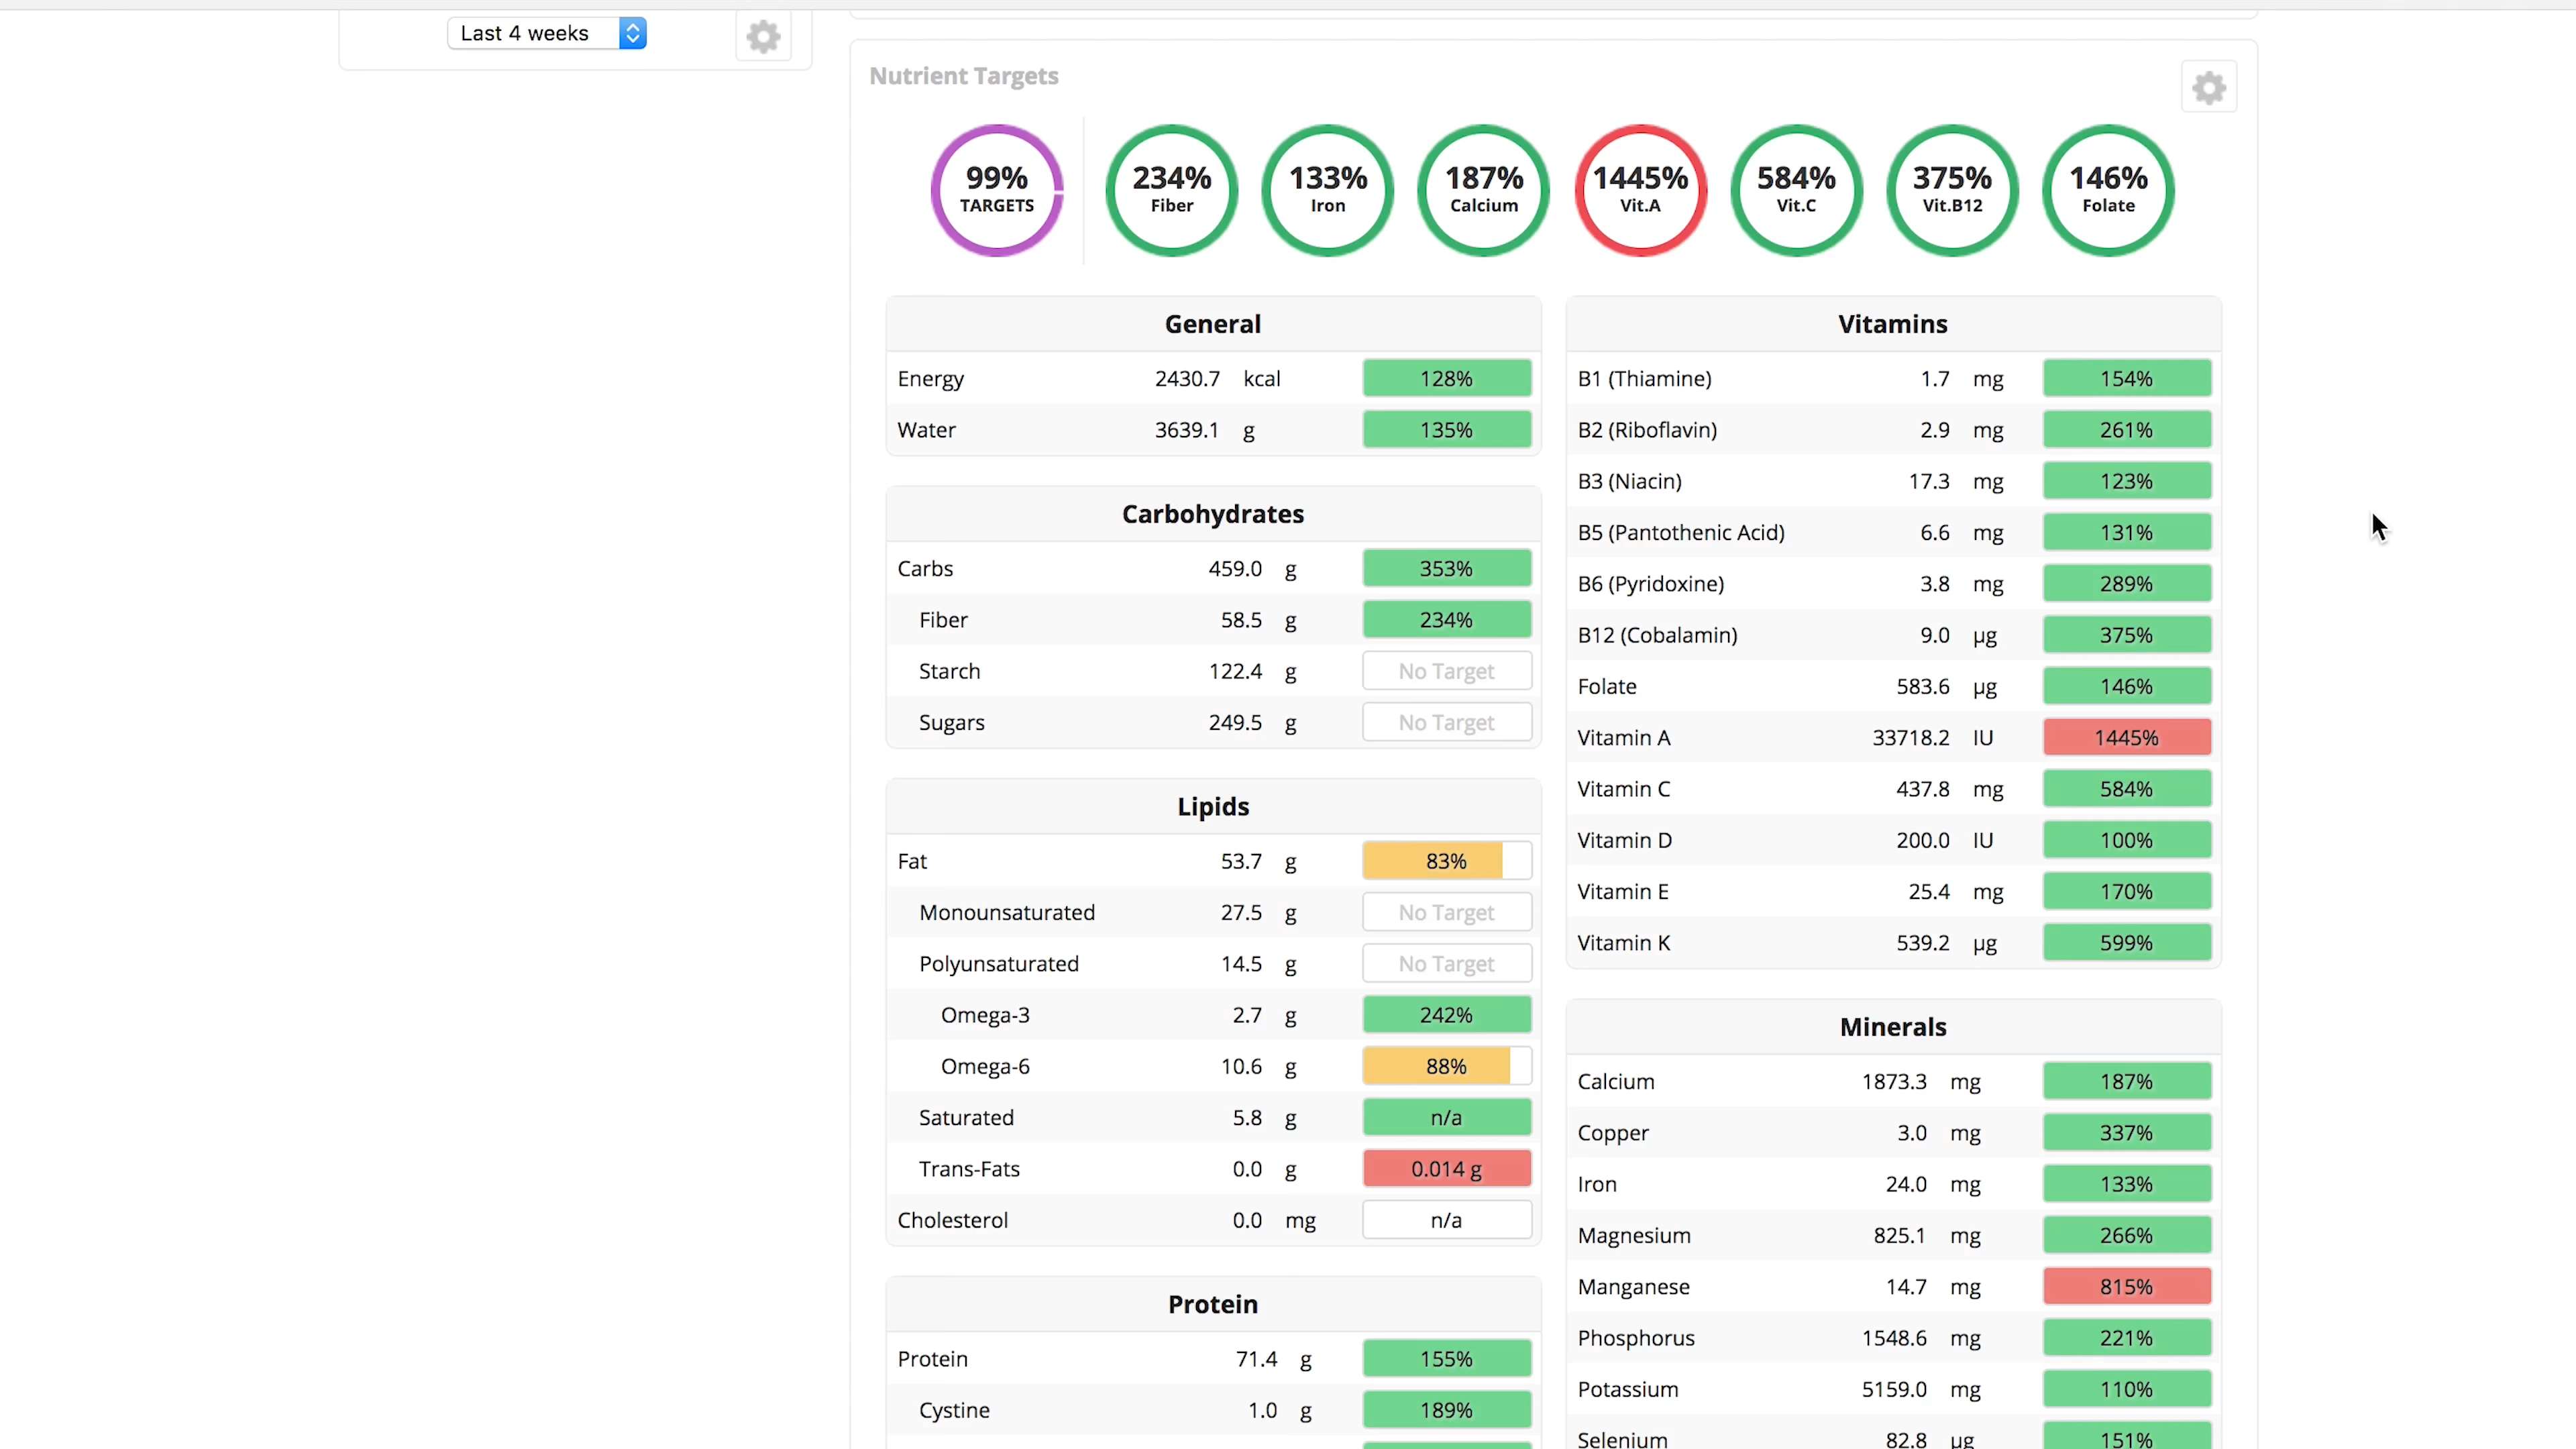 Last 4 weeks
Nutrient Targets
99%
TARGETS
234%
Fiber
133%
Iron
187%
Calcium
1445%
Vit.A
584%
Vit.C
375%
Vit.B12
146%
Folate
General
Energy 2430.7 kcal 128%
Water 3639.1 g 135%
Carbohydrates
Carbs 459.0 g 353%
Fiber 58.5 g 234%
Starch 122.4 g No Target
Sugars 249.5 g No Target
Lipids
Fat 53.7 g 83%
Monounsaturated 27.5 g No Target
Polyunsaturated 14.5 g No Target
Omega-3 2.7 g 242%
Omega-6 10.6 g 88%
Saturated 5.8 g n/a
Trans-Fats 0.0 g 0.014 g
Cholesterol 0.0 mg n/a
Protein
Protein 71.4 g 155%
Cystine 1.0 g 189%
Vitamins
B1 (Thiamine) 1.7 mg 154%
B2 (Riboflavin) 2.9 mg 261%
B3 (Niacin) 17.3 mg 123%
B5 (Pantothenic Acid) 6.6 mg 131%
B6 (Pyridoxine) 3.8 mg 289%
B12 (Cobalamin) 9.0 µg 375%
Folate 583.6 µg 146%
Vitamin A 33718.2 IU 1445%
Vitamin C 437.8 mg 584%
Vitamin D 200.0 IU 100%
Vitamin E 25.4 mg 170%
Vitamin K 539.2 µg 599%
Minerals
Calcium 1873.3 mg 187%
Copper 3.0 mg 337%
Iron 24.0 mg 133%
Magnesium 825.1 mg 266%
Manganese 14.7 mg 815%
Phosphorus 1548.6 mg 221%
Potassium 5159.0 mg 110%
Selenium 82.8 µg 151%